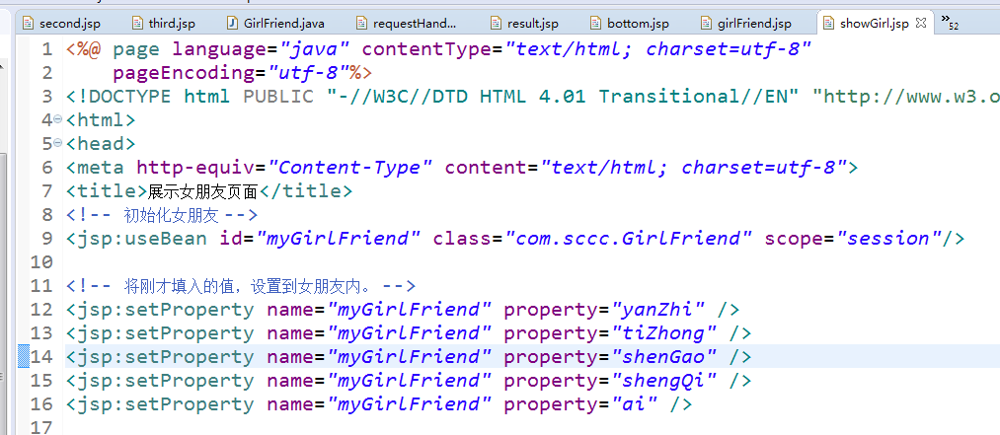 second.jsp third.jsp GirlFriend.java requestHand... result.jsp bottom.jsp girlFriend.jsp showGirl.jsp »52
1 <%@ page language="java" contentType="text/html; charset=utf-8"
2 pageEncoding="utf-8"%>
3 <!DOCTYPE html PUBLIC "-//W3C//DTD HTML 4.01 Transitional//EN" "http://www.w3.o
4 <html>
5 <head>
6 <meta http-equiv="Content-Type" content="text/html; charset=utf-8">
7 <title>展示女朋友页面</title>
8 <!-- 初始化女朋友 -->
9 <jsp:useBean id="myGirlFriend" class="com.sccc.GirlFriend" scope="session"/>
10
11 <!-- 将刚才填入的值，设置到女朋友内。 -->
12 <jsp:setProperty name="myGirlFriend" property="yanZhi" />
13 <jsp:setProperty name="myGirlFriend" property="tiZhong" />
14 <jsp:setProperty name="myGirlFriend" property="shenGao" />
15 <jsp:setProperty name="myGirlFriend" property="shengQi" />
16 <jsp:setProperty name="myGirlFriend" property="ai" />
17